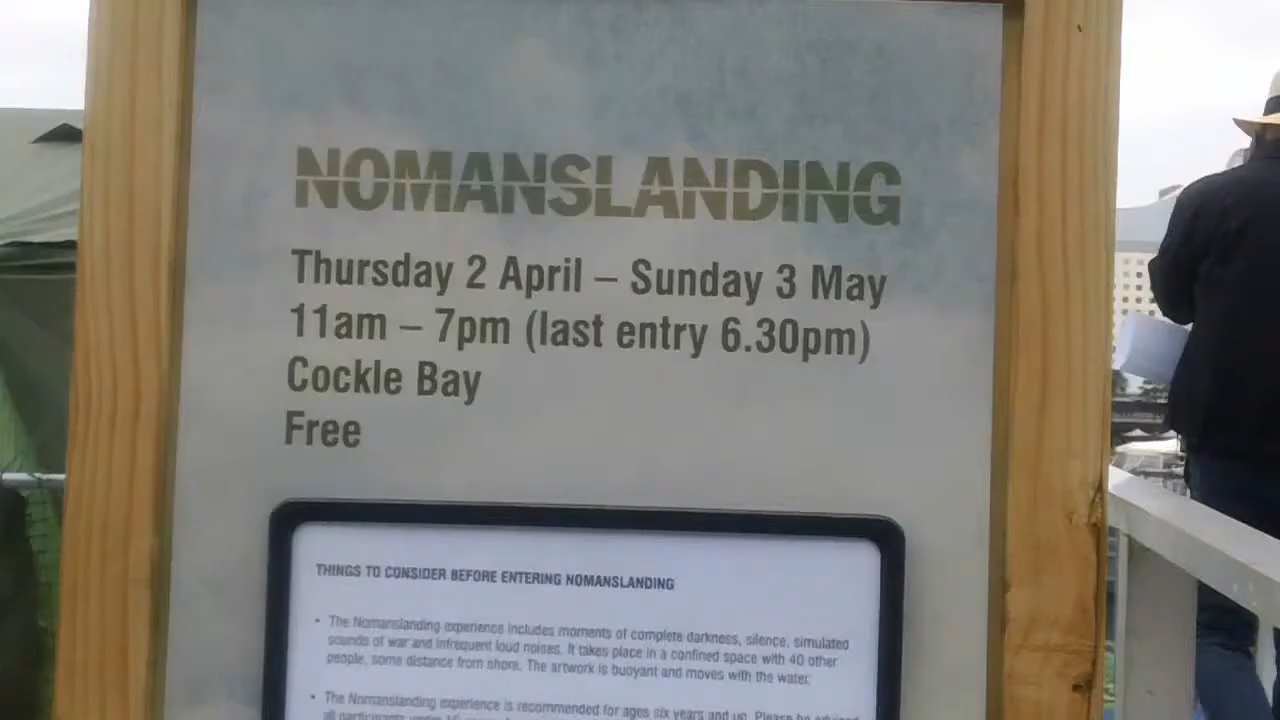 NOMANSLANDING
Thursday 2 April – Sunday 3 May
11am – 7pm (last entry 6.30pm)
Cockle Bay
Free
THINGS TO CONSIDER BEFORE ENTERING NOMANSLANDING
• The Nomanslanding experience includes moments of complete darkness, silence, simulated
sounds of war and infrequent loud noises. It takes place in a confined space with 40 other
people, some distance from shore. The artwork is buoyant and moves with the water.
• The Nomanslanding experience is recommended for ages six years and up. Please be advised
all participants under